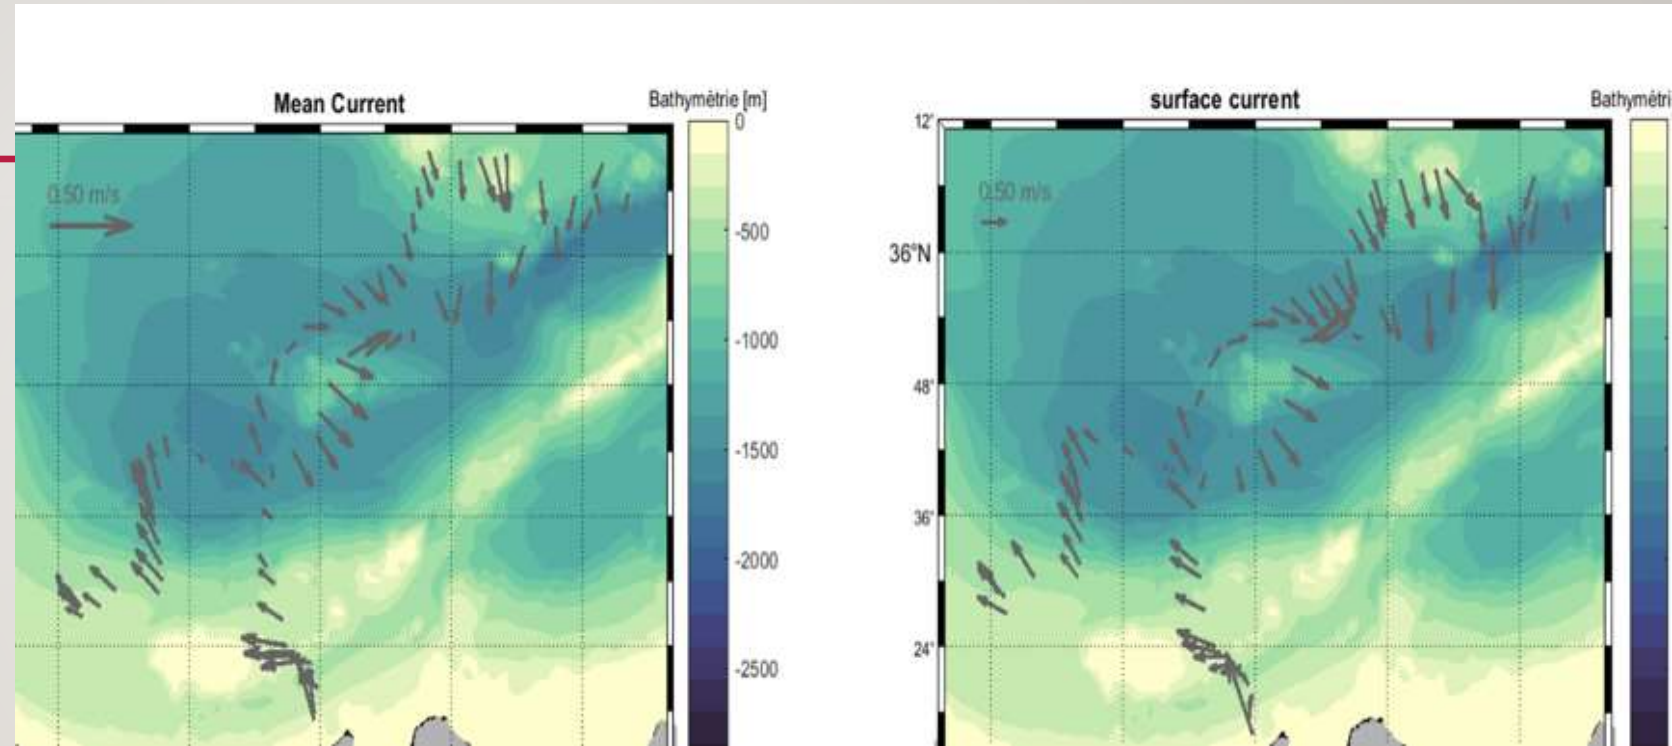 Mean Current
Bathymétrie [m]
0.50 m/s
0
-500
-1000
-1500
-2000
-2500
surface current
Bathymétri
12'
0.50 m/s
36°N
48'
36'
24'